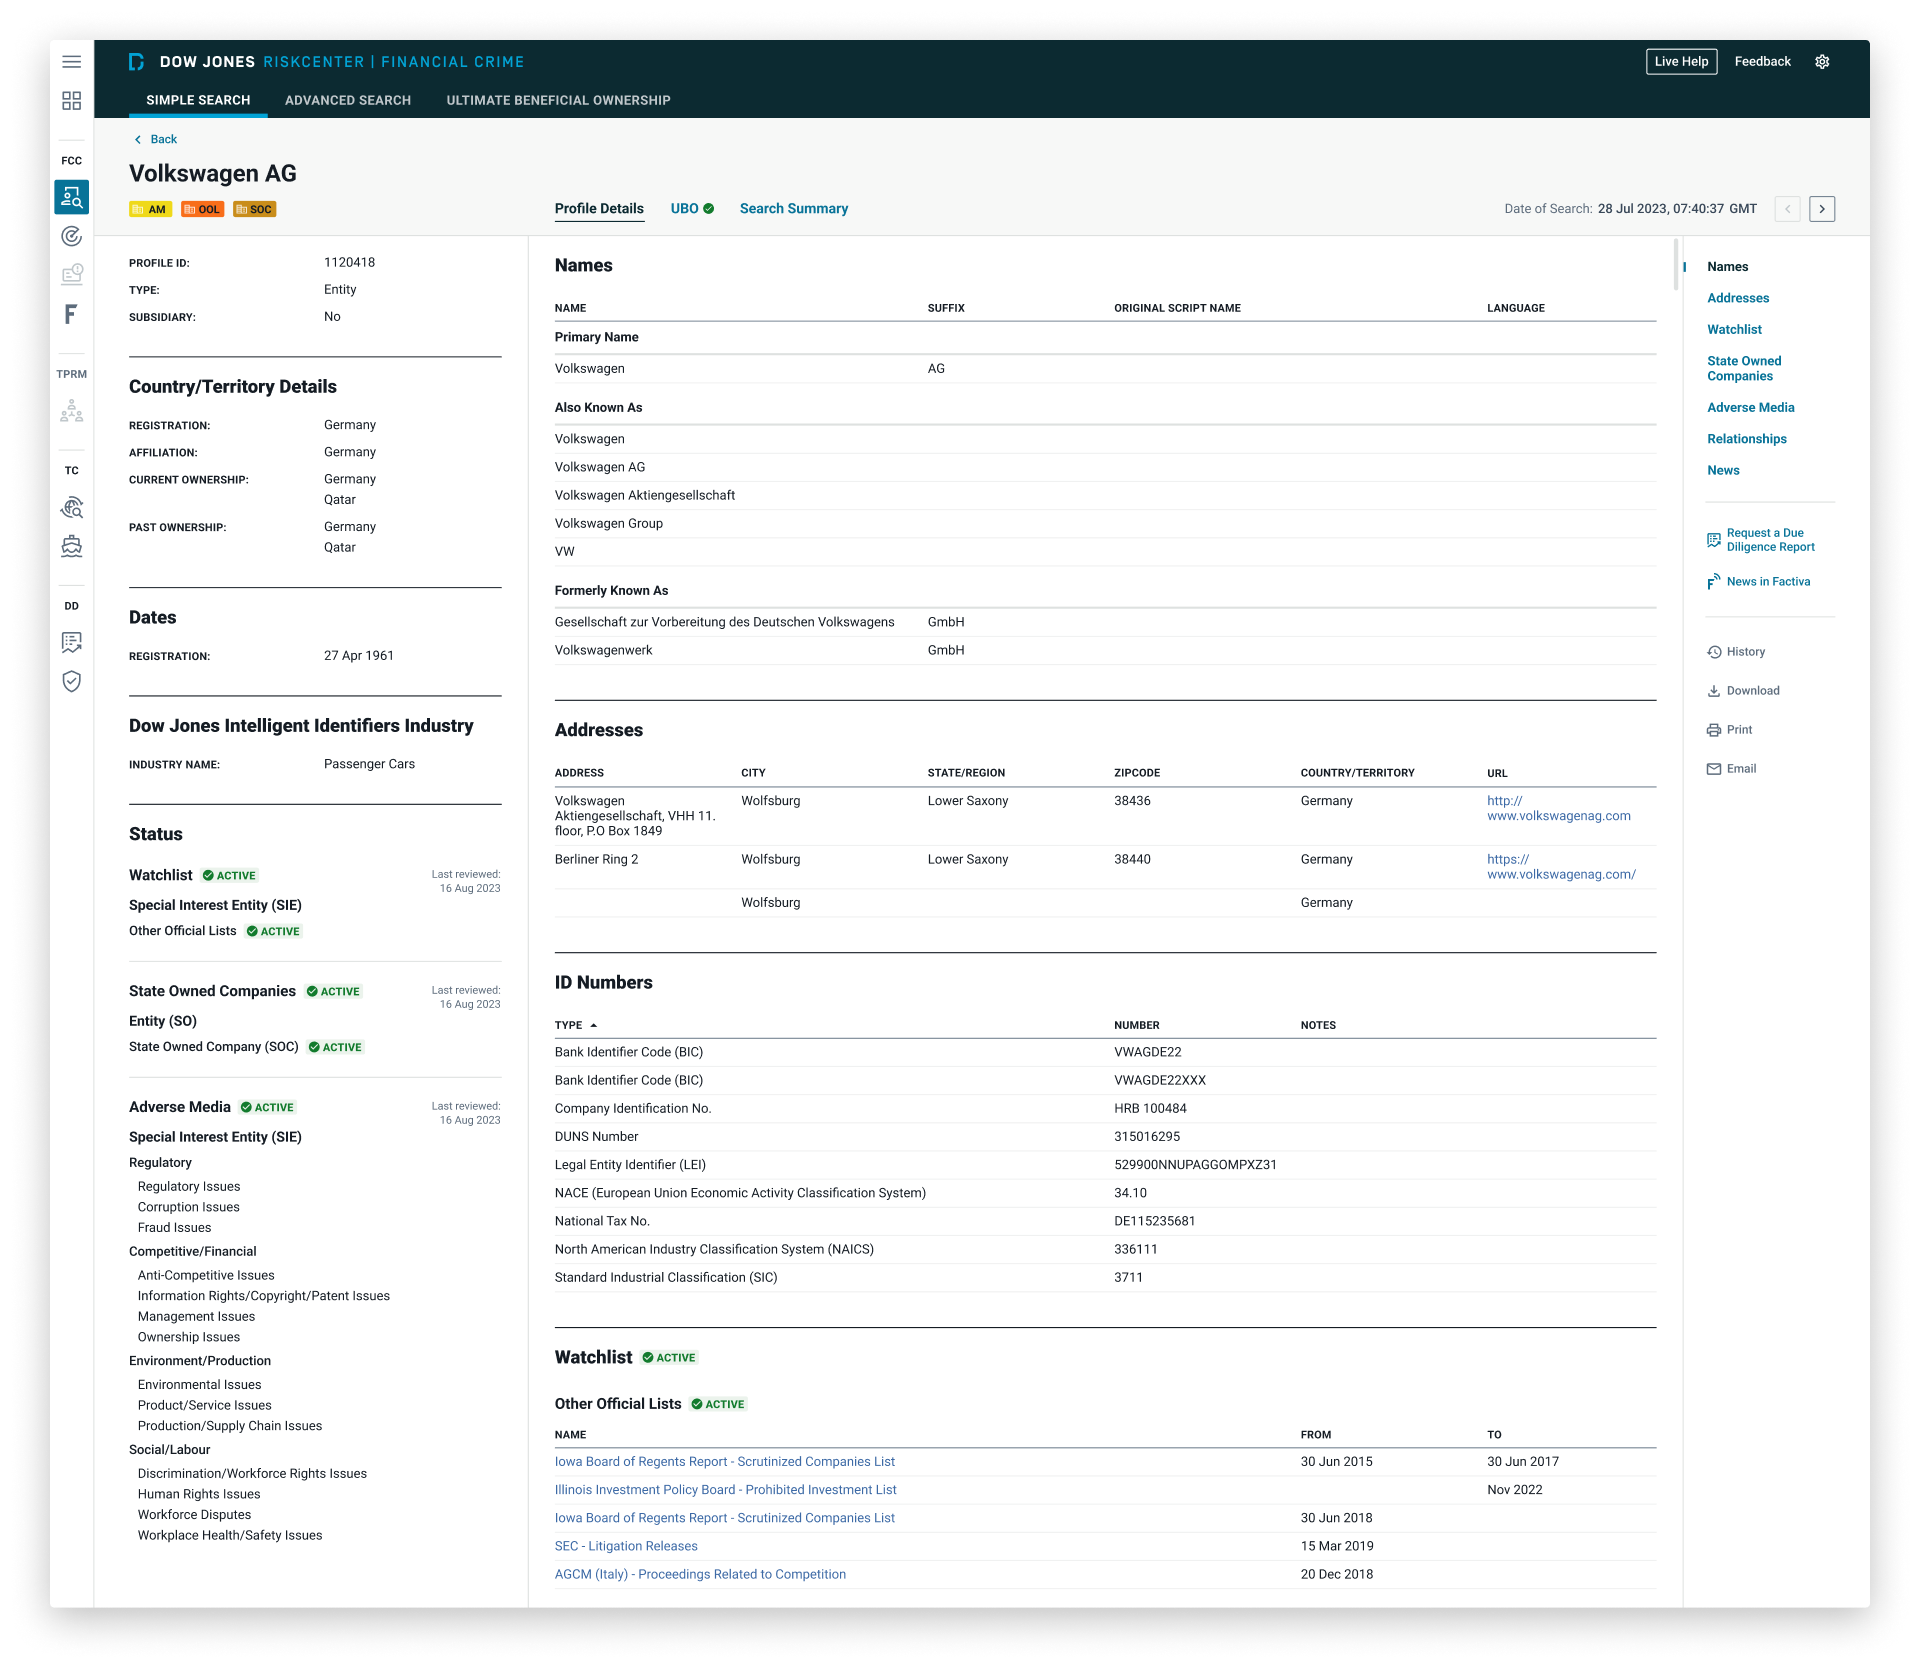 DOW JONES RISKCENTER | FINANCIAL CRIME
Live Help
Feedback
SIMPLE SEARCH
ADVANCED SEARCH
ULTIMATE BENEFICIAL OWNERSHIP
FCC
F
TPRM
TC
DD
Back
Volkswagen AG
AM
OOL
SOC
Profile Details
UBO
Search Summary
Date of Search: 28 Jul 2023, 07:40:37 GMT
PROFILE ID: 1120418
TYPE: Entity
SUBSIDIARY: No
Country/Territory Details
REGISTRATION: Germany
AFFILIATION: Germany
CURRENT OWNERSHIP: Germany
Qatar
PAST OWNERSHIP: Germany
Qatar
Dates
REGISTRATION: 27 Apr 1961
Dow Jones Intelligent Identifiers Industry
INDUSTRY NAME: Passenger Cars
Status
Watchlist ACTIVE
Last reviewed:
16 Aug 2023
Special Interest Entity (SIE)
Other Official Lists ACTIVE
State Owned Companies ACTIVE
Last reviewed:
16 Aug 2023
Entity (SO)
State Owned Company (SOC) ACTIVE
Adverse Media ACTIVE
Last reviewed:
16 Aug 2023
Special Interest Entity (SIE)
Regulatory
Regulatory Issues
Corruption Issues
Fraud Issues
Competitive/Financial
Anti-Competitive Issues
Information Rights/Copyright/Patent Issues
Management Issues
Ownership Issues
Environment/Production
Environmental Issues
Product/Service Issues
Production/Supply Chain Issues
Social/Labour
Discrimination/Workforce Rights Issues
Human Rights Issues
Workforce Disputes
Workplace Health/Safety Issues
Names
NAME SUFFIX ORIGINAL SCRIPT NAME LANGUAGE
Primary Name
Volkswagen AG
Also Known As
Volkswagen
Volkswagen AG
Volkswagen Aktiengesellschaft
Volkswagen Group
VW
Formerly Known As
Gesellschaft zur Vorbereitung des Deutschen Volkswagens GmbH
Volkswagenwerk GmbH
Addresses
ADDRESS CITY STATE/REGION ZIPCODE COUNTRY/TERRITORY URL
Volkswagen Wolfsburg Lower Saxony 38436 Germany http://
Aktiengesellschaft, VHH 11. www.volkswagenag.com
floor, P.O Box 1849
Berliner Ring 2 Wolfsburg Lower Saxony 38440 Germany https://
www.volkswagenag.com/
Wolfsburg Germany
ID Numbers
TYPE NUMBER NOTES
Bank Identifier Code (BIC) VWAGDE22
Bank Identifier Code (BIC) VWAGDE22XXX
Company Identification No. HRB 100484
DUNS Number 315016295
Legal Entity Identifier (LEI) 529900NNUPAGGOMPXZ31
NACE (European Union Economic Activity Classification System) 34.10
National Tax No. DE115235681
North American Industry Classification System (NAICS) 336111
Standard Industrial Classification (SIC) 3711
Watchlist ACTIVE
Other Official Lists ACTIVE
NAME FROM TO
Iowa Board of Regents Report - Scrutinized Companies List 30 Jun 2015 30 Jun 2017
Illinois Investment Policy Board - Prohibited Investment List Nov 2022
Iowa Board of Regents Report - Scrutinized Companies List 30 Jun 2018
SEC - Litigation Releases 15 Mar 2019
AGCM (Italy) - Proceedings Related to Competition 20 Dec 2018
Names
Addresses
Watchlist
State Owned
Companies
Adverse Media
Relationships
News
Request a Due
Diligence Report
News in Factiva
History
Download
Print
Email